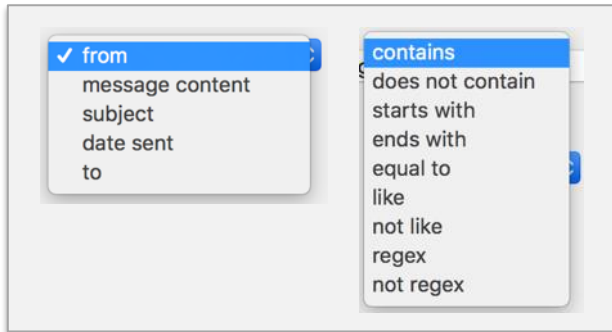 ✓ from
message content
subject
date sent
to
contains
does not contain
starts with
ends with
equal to
like
not like
regex
not regex